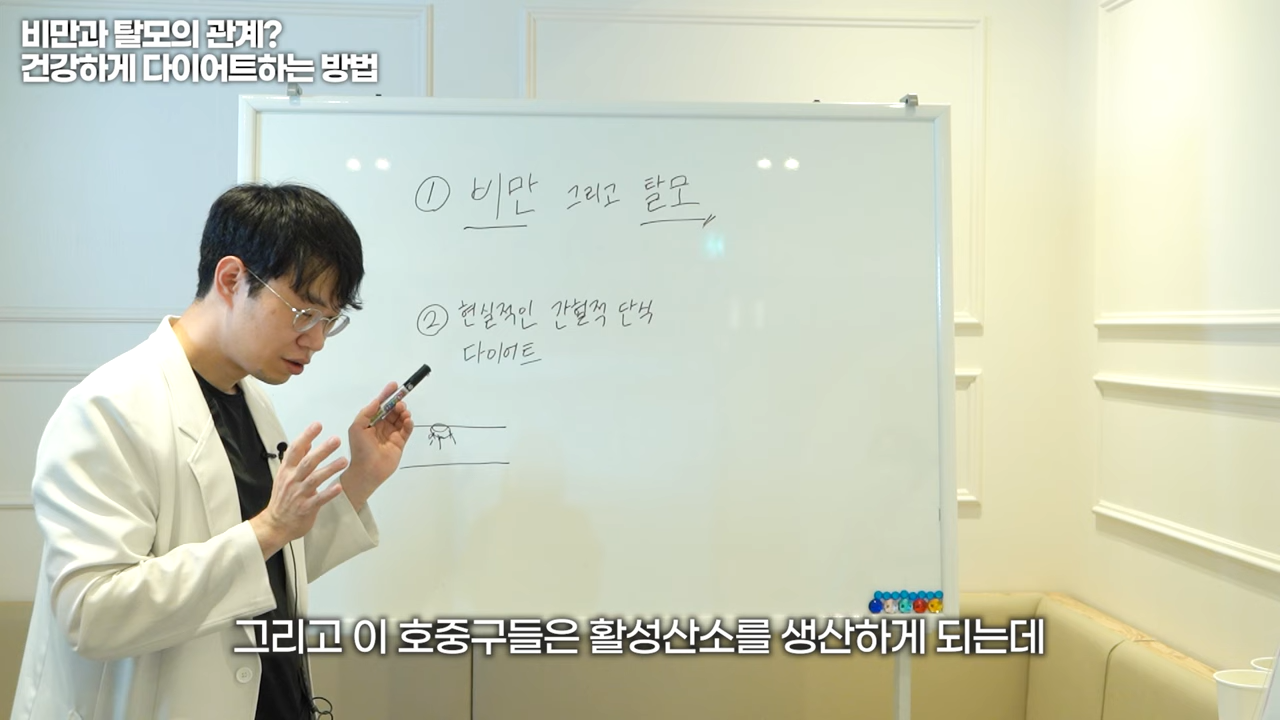 비만과 탈모의 관계?
건강하게 다이어트하는 방법
① 비만 그리고 탈모
② 현실적인 간헐적 단식
다이어트
그리고 이 호중구들은 활성산소를 생산하게 되는데